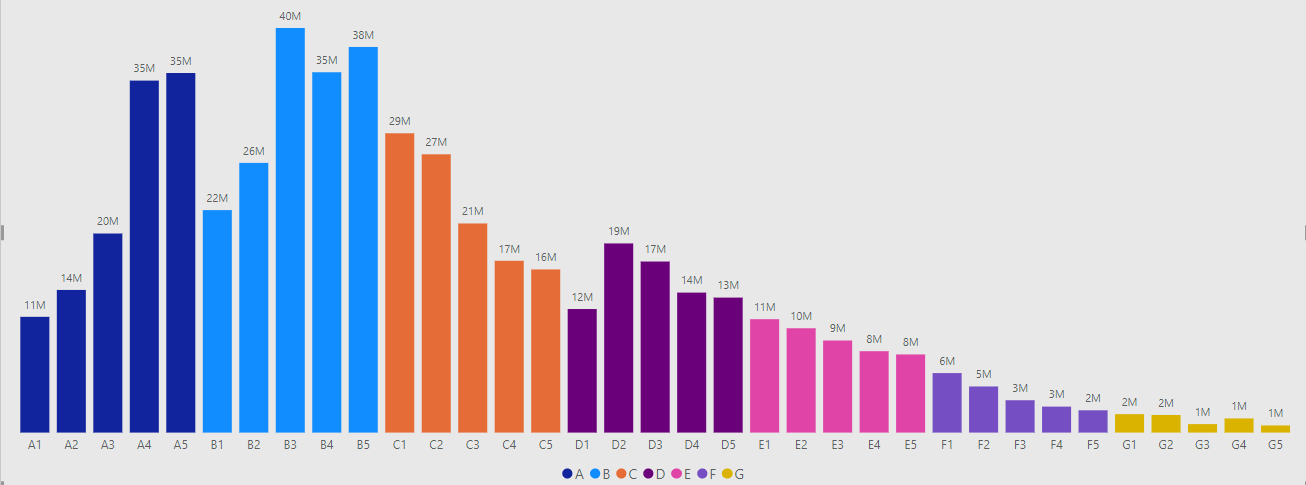 40M
38M
35M 35M 35M
29M
27M
26M
22M
20M 21M
19M
17M 17M
16M
14M 14M
13M
11M 12M 11M
10M
9M
8M 8M
6M
5M
3M 3M
2M 2M 2M
1M 1M 1M
A1 A2 A3 A4 A5 B1 B2 B3 B4 B5 C1 C2 C3 C4 C5 D1 D2 D3 D4 D5 E1 E2 E3 E4 E5 F1 F2 F3 F4 F5 G1 G2 G3 G4 G5
A B C D E F G